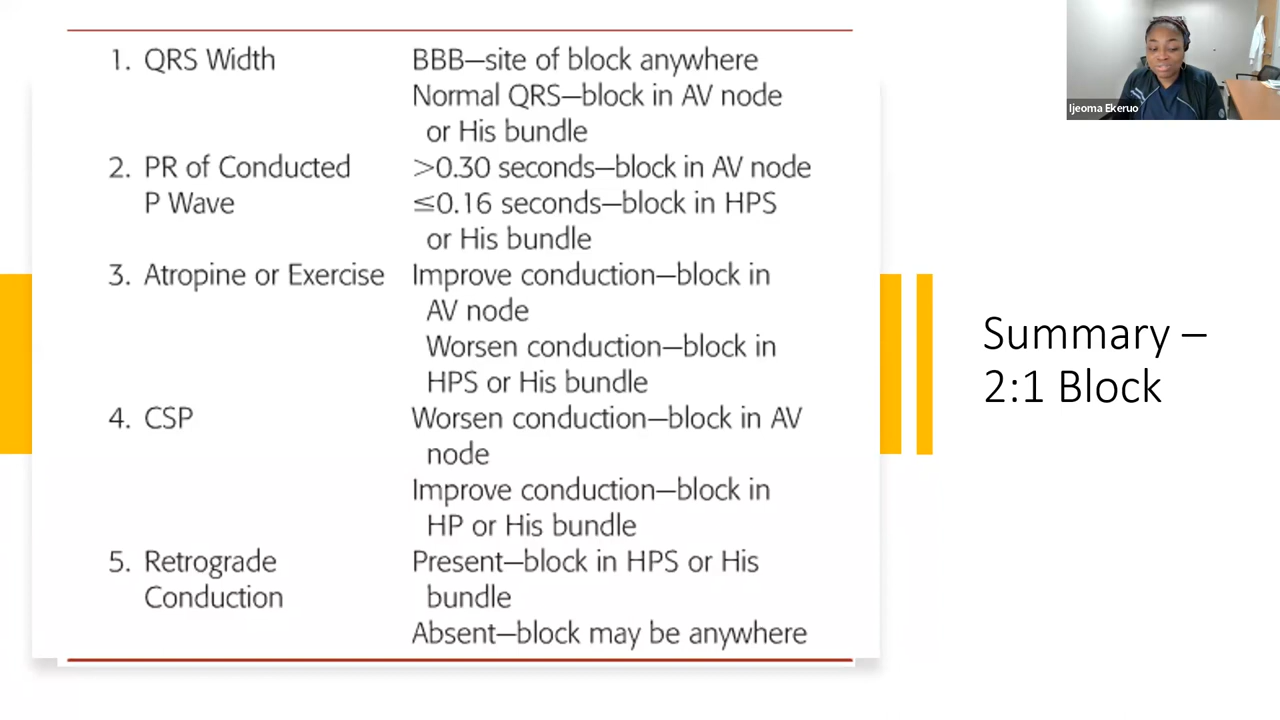 1. QRS Width BBB—site of block anywhere
Normal QRS—block in AV node
or His bundle
2. PR of Conducted >0.30 seconds—block in AV node
P Wave ≤0.16 seconds—block in HPS
or His bundle
3. Atropine or Exercise Improve conduction—block in
AV node
Worsen conduction—block in
HPS or His bundle
4. CSP Worsen conduction—block in AV
node
Improve conduction—block in
HP or His bundle
5. Retrograde Present—block in HPS or His
Conduction bundle
Absent—block may be anywhere
Summary –
2:1 Block
Ijeoma Ekeruo